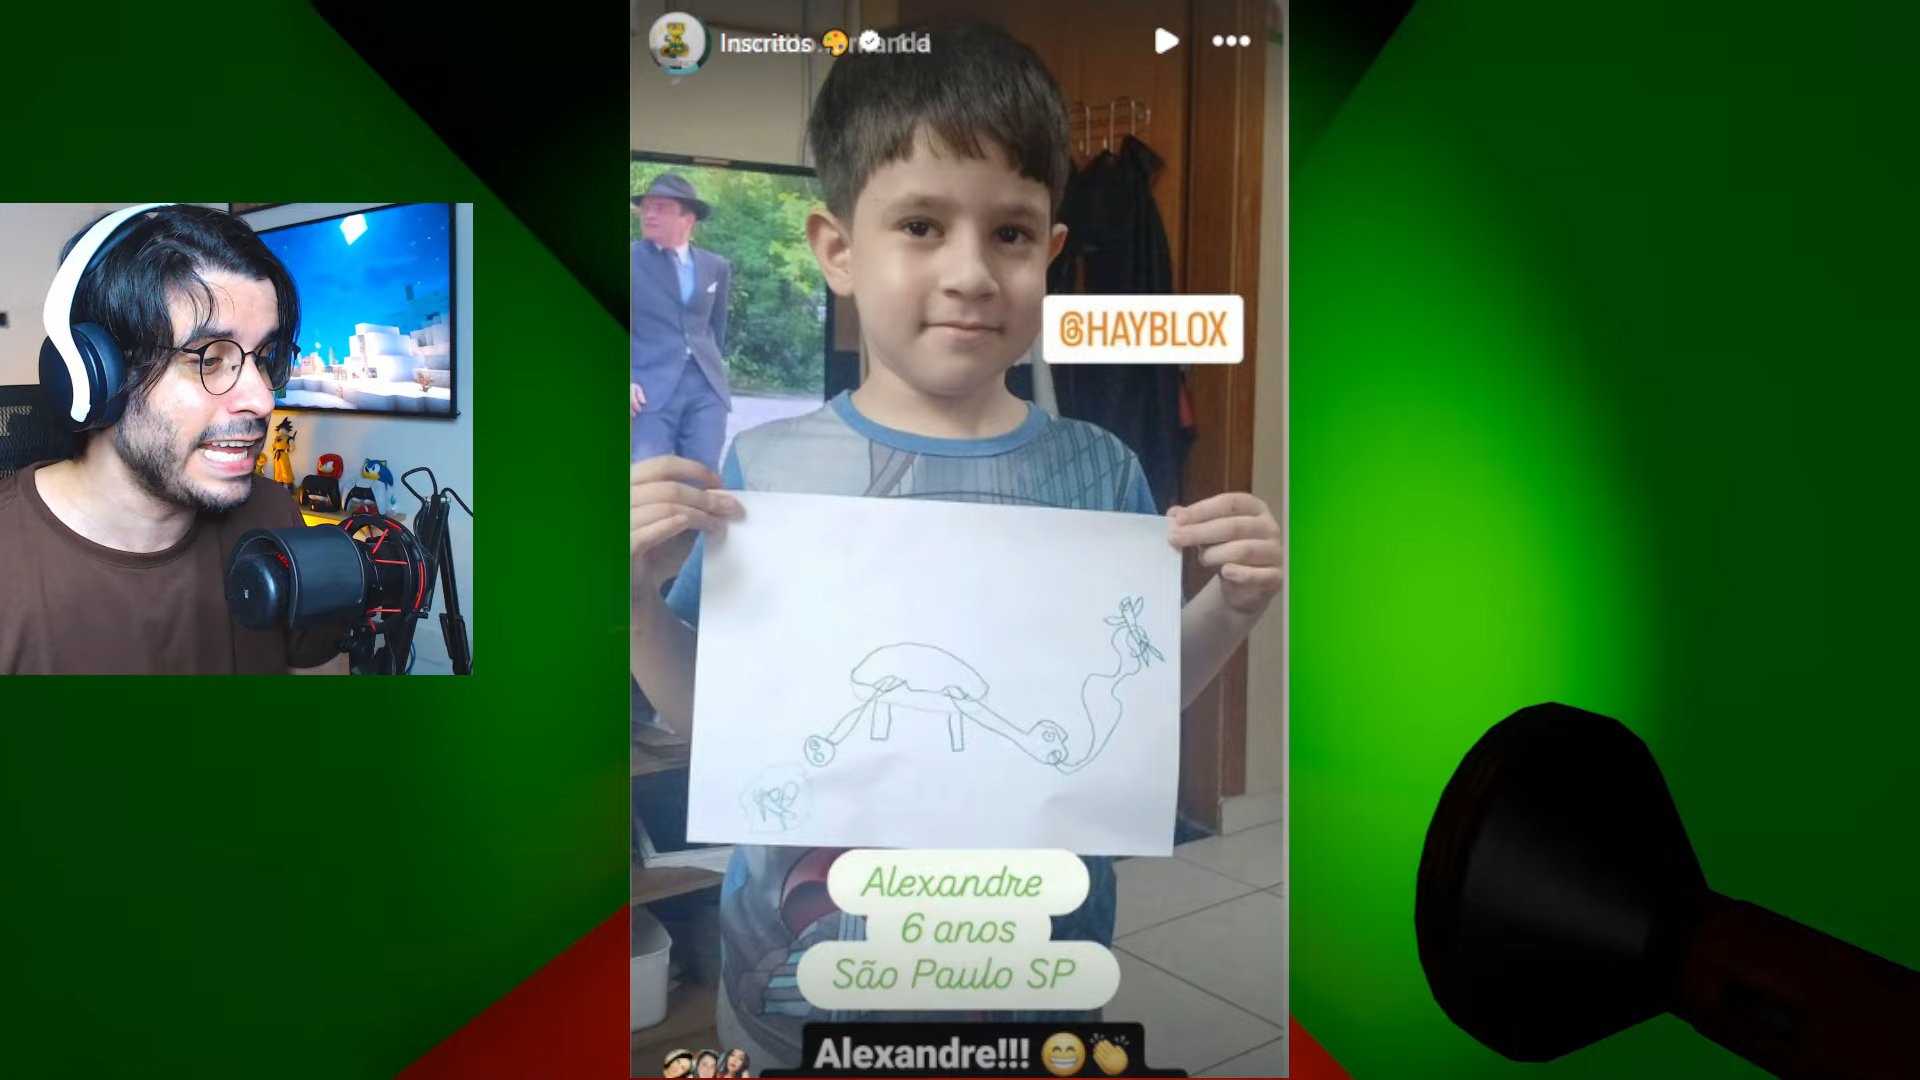 Inscritos 🎨
@HAYBLOX
Alexandre
6 anos
São Paulo SP
Alexandre!!! 😁👏